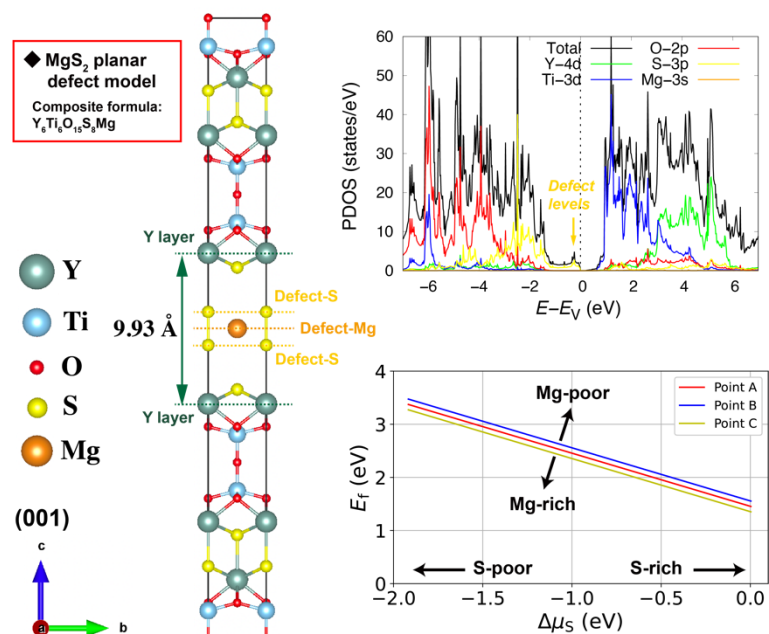 ◆ MgS₂ planar
defect model
Composite formula:
Y₆Ti₆O₁₅S₈Mg
Y
Ti
O
S
Mg
(001)
c
a
b
Y layer
9.93 Å
Defect-S
Defect-Mg
Defect-S
Y layer
PDOS (states/eV)
60
50
40
30
20
10
0
Total
Y−4d
Ti−3d
O−2p
S−3p
Mg−3s
Defect
levels
−6 −4 −2 0 2 4 6
E−E_V (eV)
E_f (eV)
4
3
2
1
0
Point A
Point B
Point C
Mg-poor
Mg-rich
S-poor
S-rich
−2.0 −1.5 −1.0 −0.5 0.0
Δμ_S (eV)